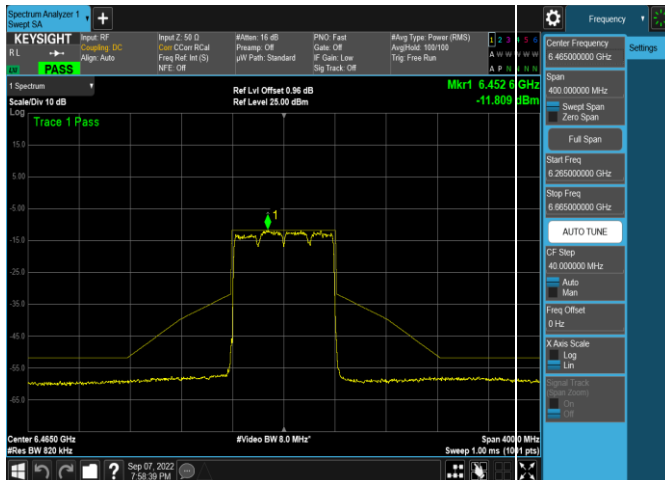 Spectrum Analyzer 1
Swept SA
Frequency
KEYSIGHT
R L
LXI
PASS
Input: RF
Coupling: DC
Align: Auto
Input Z: 50 Ω
Corr CCorr RCal
Freq Ref: Int (S)
NFE: Off
#Atten: 16 dB
Preamp: Off
µW Path: Standard
PNO: Fast
Gate: Off
IF Gain: Low
Sig Track: Off
#Avg Type: Power (RMS)
Avg|Hold: 100/100
Trig: Free Run
1 2 3 4 5 6
A W W W W W
A P N N N N
1 Spectrum
Scale/Div 10 dB
Log
Ref Lvl Offset 0.96 dB
Ref Level 25.00 dBm
Mkr1 6.452 6 GHz
-11.809 dBm
Trace 1 Pass
15.0
5.00
-5.00
-15.0
-25.0
-35.0
-45.0
-55.0
-65.0
1
Center 6.4650 GHz
#Res BW 820 kHz
#Video BW 8.0 MHz*
Span 400.0 MHz
Sweep 1.00 ms (1001 pts)
Sep 07, 2022
7:58:39 PM
Settings
Center Frequency
6.465000000 GHz
Span
400.000000 MHz
Swept Span
Zero Span
Full Span
Start Freq
6.265000000 GHz
Stop Freq
6.665000000 GHz
AUTO TUNE
CF Step
40.000000 MHz
Auto
Man
Freq Offset
0 Hz
X Axis Scale
Log
Lin
Signal Track
(Span Zoom)
On
Off